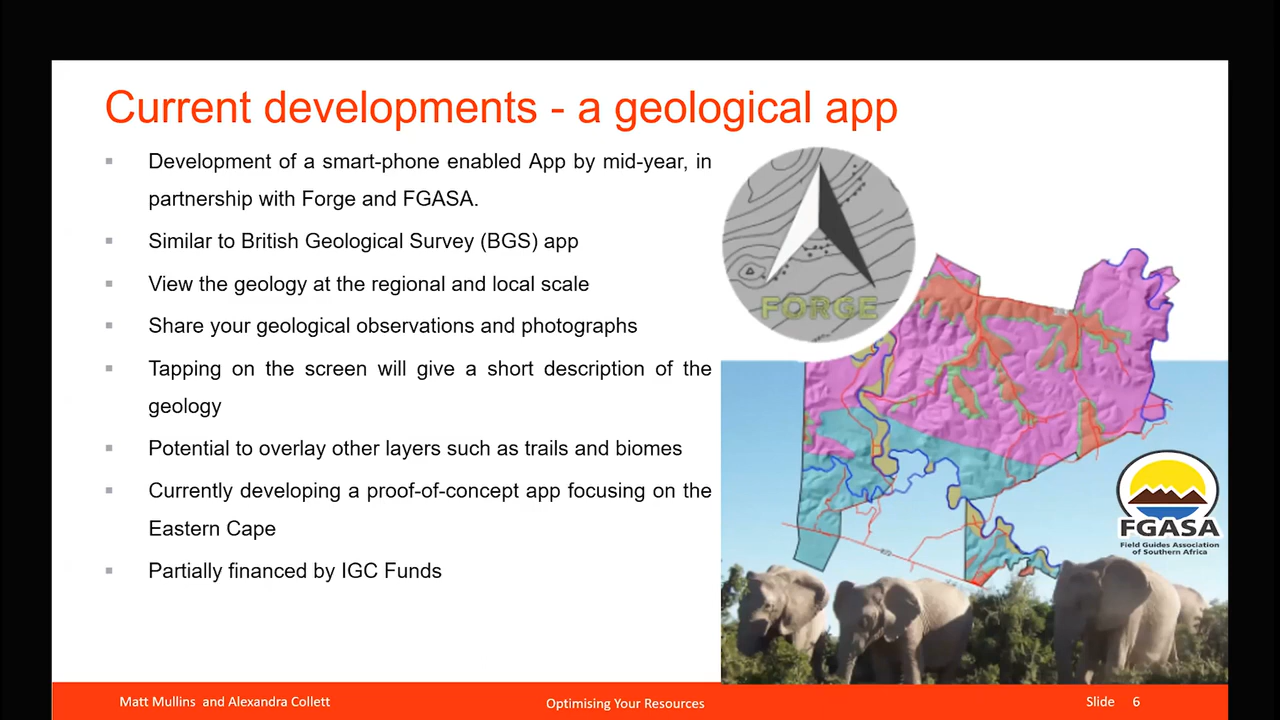 Current developments - a geological app
Development of a smart-phone enabled App by mid-year, in
partnership with Forge and FGASA.
Similar to British Geological Survey (BGS) app
View the geology at the regional and local scale
Share your geological observations and photographs
Tapping on the screen will give a short description of the
geology
Potential to overlay other layers such as trails and biomes
Currently developing a proof-of-concept app focusing on the
Eastern Cape
Partially financed by IGC Funds
FORGE
FGASA
Field Guides Association
of Southern Africa
Matt Mullins and Alexandra Collett
Optimising Your Resources
Slide 6